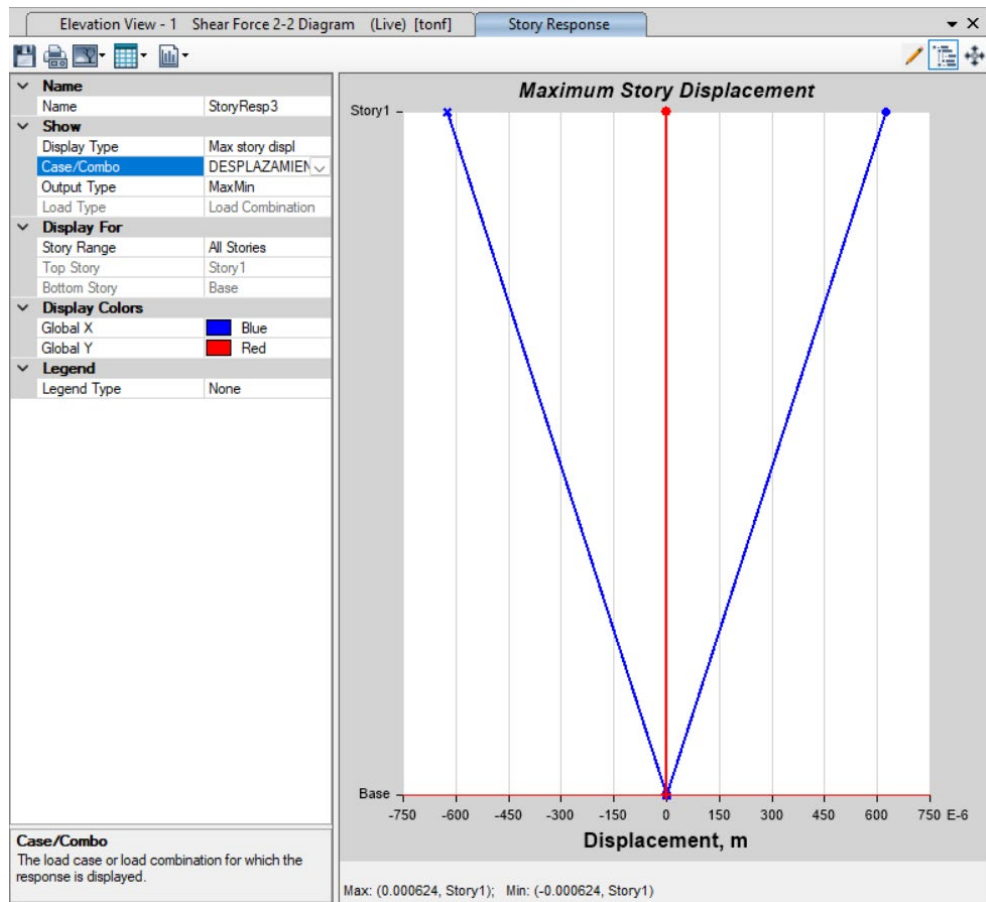 Elevation View - 1 Shear Force 2-2 Diagram (Live) [tonf]
Story Response
Name
Name StoryResp3
Show
Display Type Max story displ
Case/Combo DESPLAZAMIEN
Output Type MaxMin
Load Type Load Combination
Display For
Story Range All Stories
Top Story Story1
Bottom Story Base
Display Colors
Global X Blue
Global Y Red
Legend
Legend Type None
Case/Combo
The load case or load combination for which the
response is displayed.
Maximum Story Displacement
Story1
Base
-750 -600 -450 -300 -150 0 150 300 450 600 750 E-6
Displacement, m
Max: (0.000624, Story1); Min: (-0.000624, Story1)